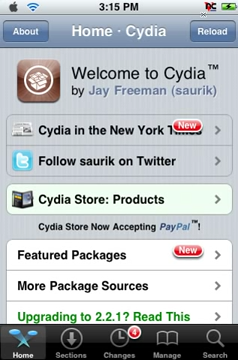 3:15 PM
About
Home · Cydia
Reload
Welcome to Cydia™
by Jay Freeman (saurik)
Cydia in the New York Times
New
Follow saurik on Twitter
Cydia Store: Products
Cydia Store Now Accepting PayPal™!
Featured Packages
New
More Package Sources
Upgrading to 2.2.1? Read This
4
Home
Sections
Changes
Manage
Search